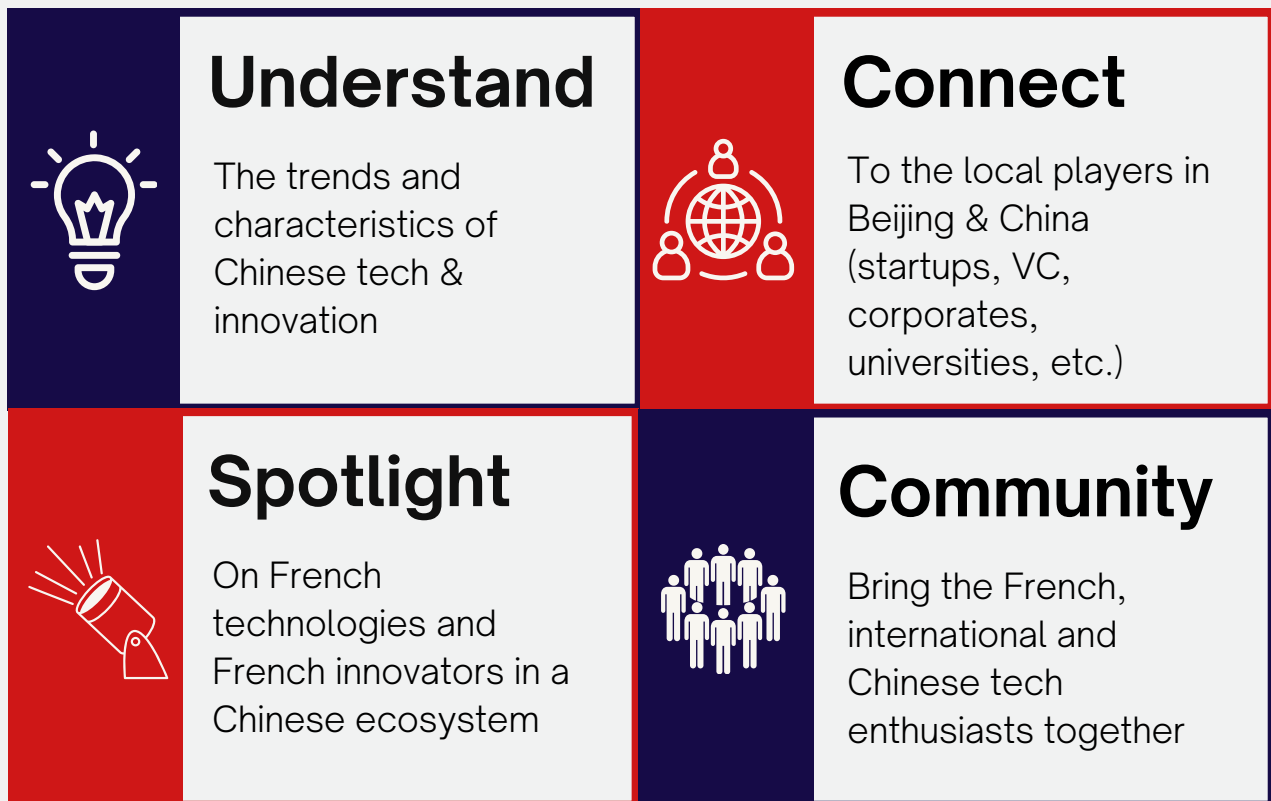 Understand
The trends and
characteristics of
Chinese tech &
innovation
Connect
To the local players in
Beijing & China
(startups, VC,
corporates,
universities, etc.)
Spotlight
On French
technologies and
French innovators in a
Chinese ecosystem
Community
Bring the French,
international and
Chinese tech
enthusiasts together